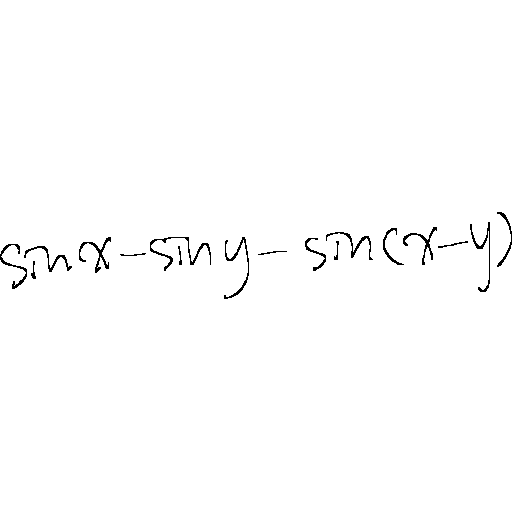 sin x - sin y - sin(x - y)